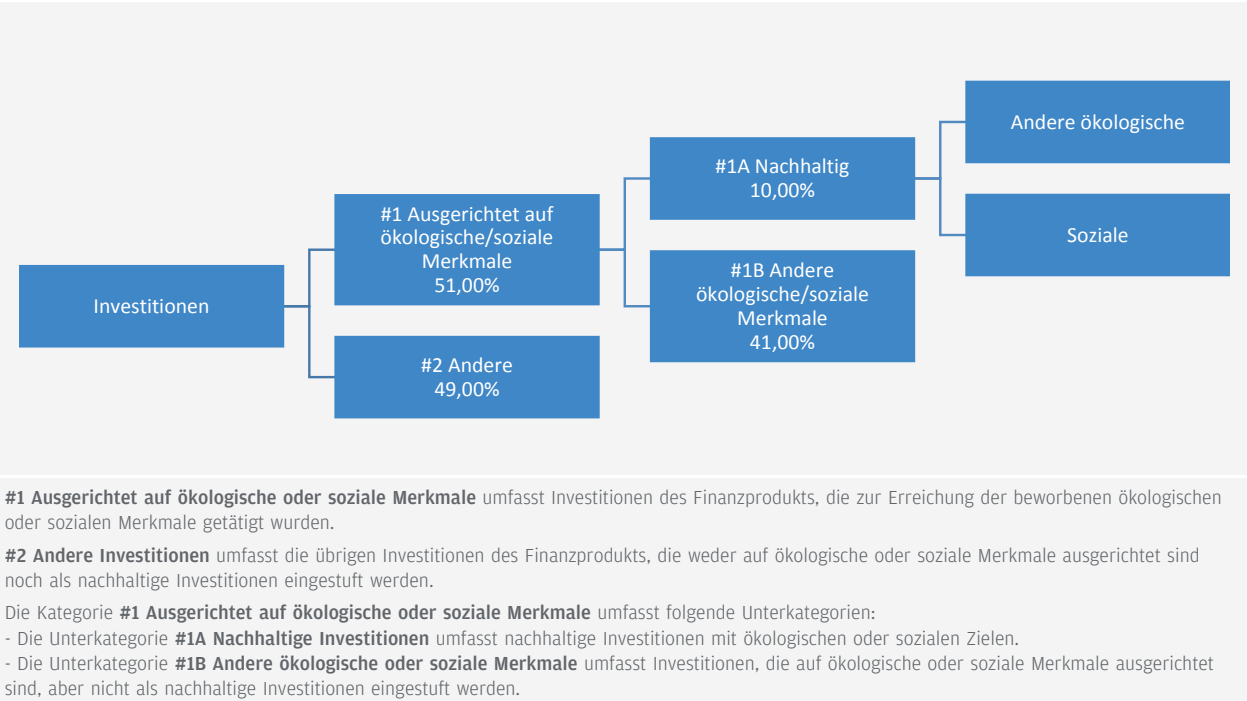 Investitionen
#1 Ausgerichtet auf
ökologische/soziale
Merkmale
51,00%
#2 Andere
49,00%
#1A Nachhaltig
10,00%
#1B Andere
ökologische/soziale
Merkmale
41,00%
Andere ökologische
Soziale
#1 Ausgerichtet auf ökologische oder soziale Merkmale umfasst Investitionen des Finanzprodukts, die zur Erreichung der beworbenen ökologischen
oder sozialen Merkmale getätigt wurden.
#2 Andere Investitionen umfasst die übrigen Investitionen des Finanzprodukts, die weder auf ökologische oder soziale Merkmale ausgerichtet sind
noch als nachhaltige Investitionen eingestuft werden.
Die Kategorie #1 Ausgerichtet auf ökologische oder soziale Merkmale umfasst folgende Unterkategorien:
- Die Unterkategorie #1A Nachhaltige Investitionen umfasst nachhaltige Investitionen mit ökologischen oder sozialen Zielen.
- Die Unterkategorie #1B Andere ökologische oder soziale Merkmale umfasst Investitionen, die auf ökologische oder soziale Merkmale ausgerichtet
sind, aber nicht als nachhaltige Investitionen eingestuft werden.